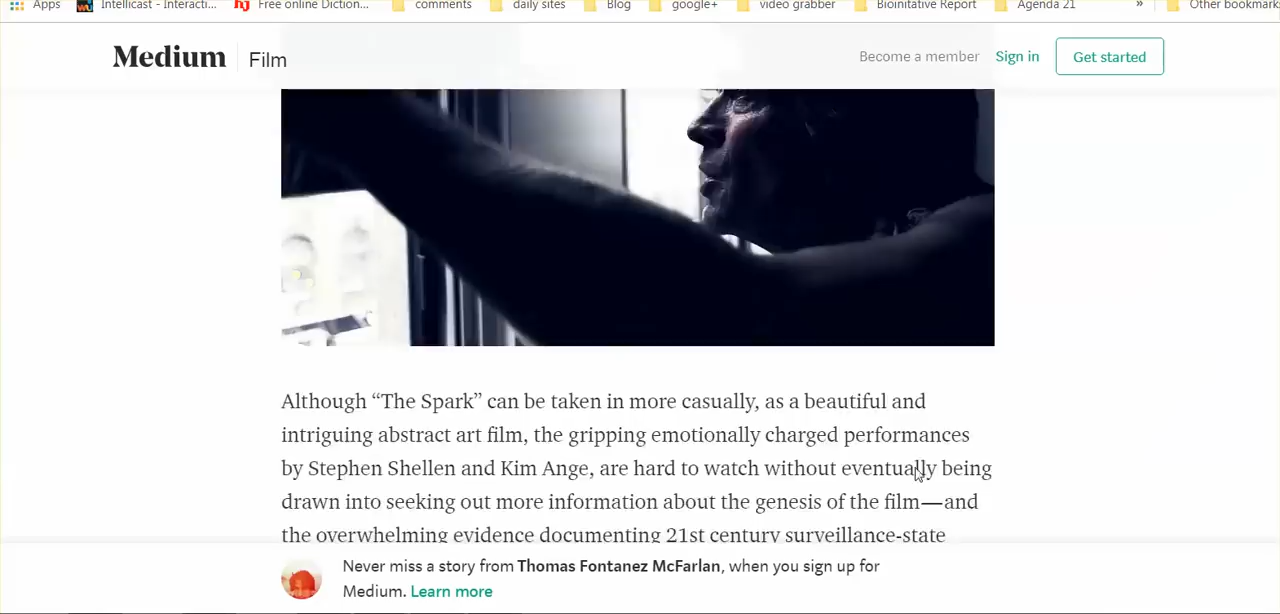 Apps Intellicast - Interacti... Free online Diction... comments daily sites Blog google+ video grabber Bioinitative Report Agenda 21 » Other bookmark
Medium Film Become a member Sign in Get started
Although “The Spark” can be taken in more casually, as a beautiful and
intriguing abstract art film, the gripping emotionally charged performances
by Stephen Shellen and Kim Ange, are hard to watch without eventually being
drawn into seeking out more information about the genesis of the film—and
the overwhelming evidence documenting 21st century surveillance-state
Never miss a story from Thomas Fontanez McFarlan, when you sign up for
Medium. Learn more